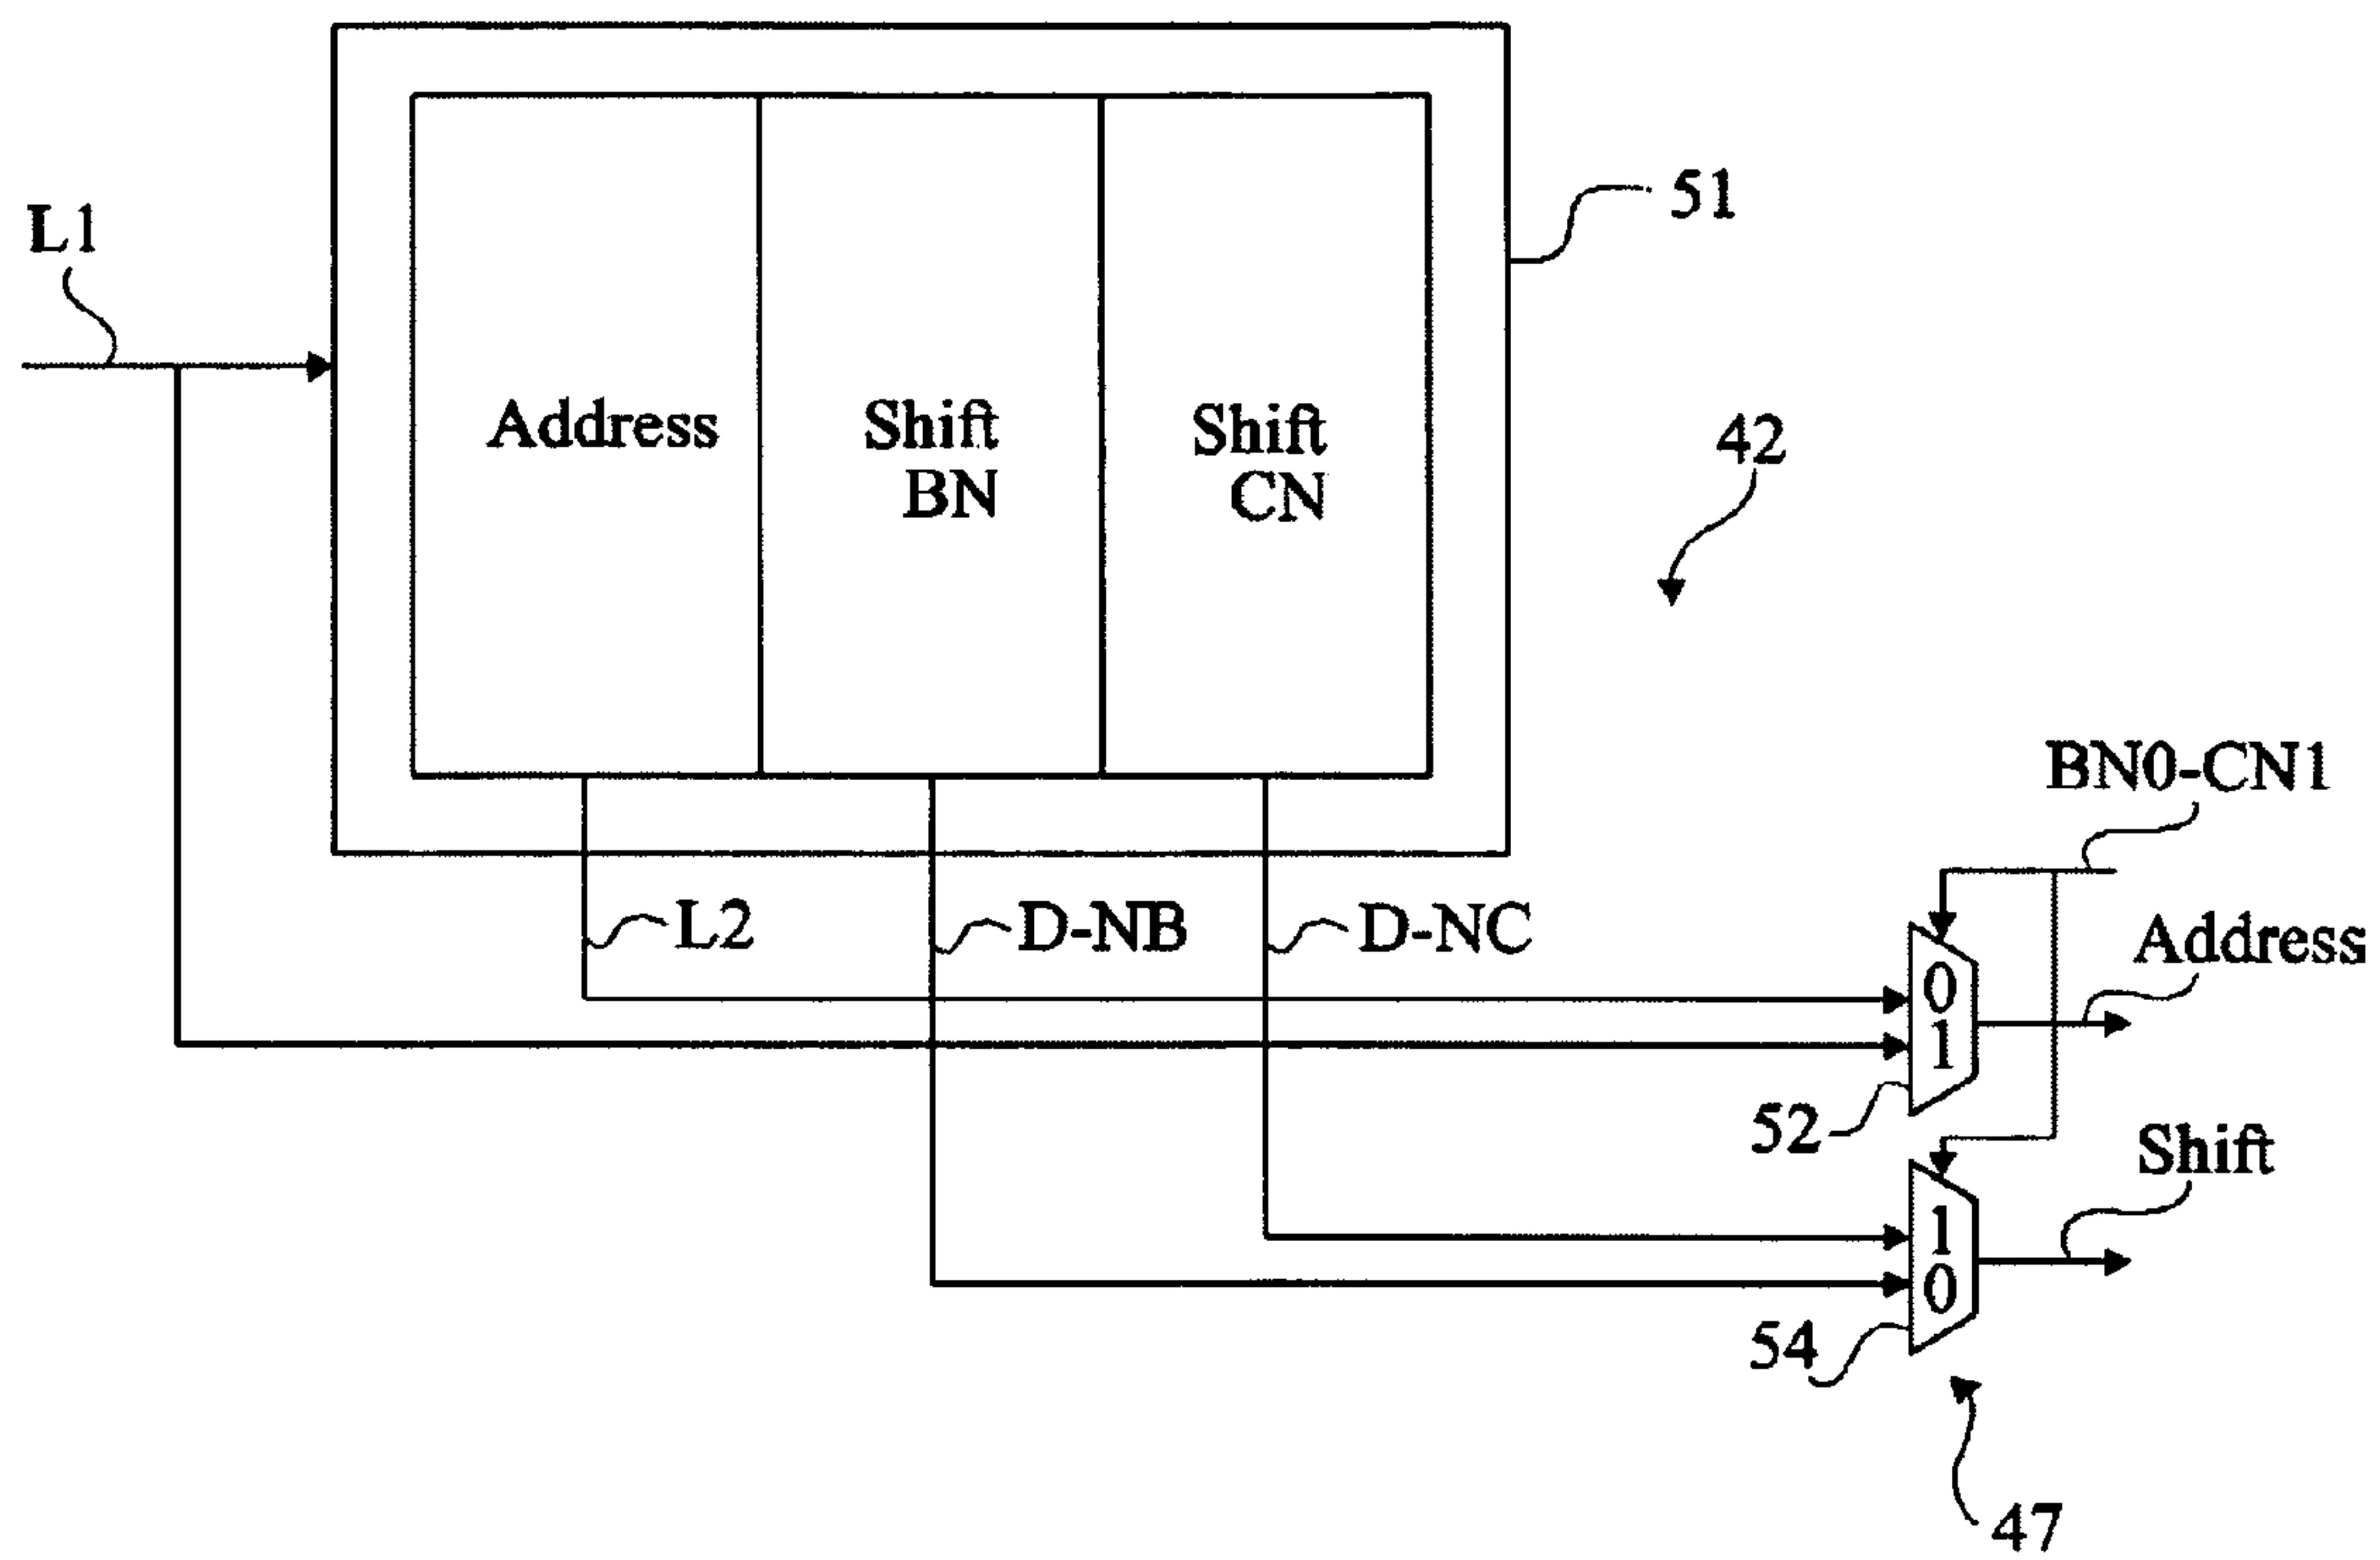 51
L1
Address
Shift
BN
Shift
CN
42
BN0-CN1
L2
D-NB
D-NC
Address
0
1
52
Shift
1
0
54
47